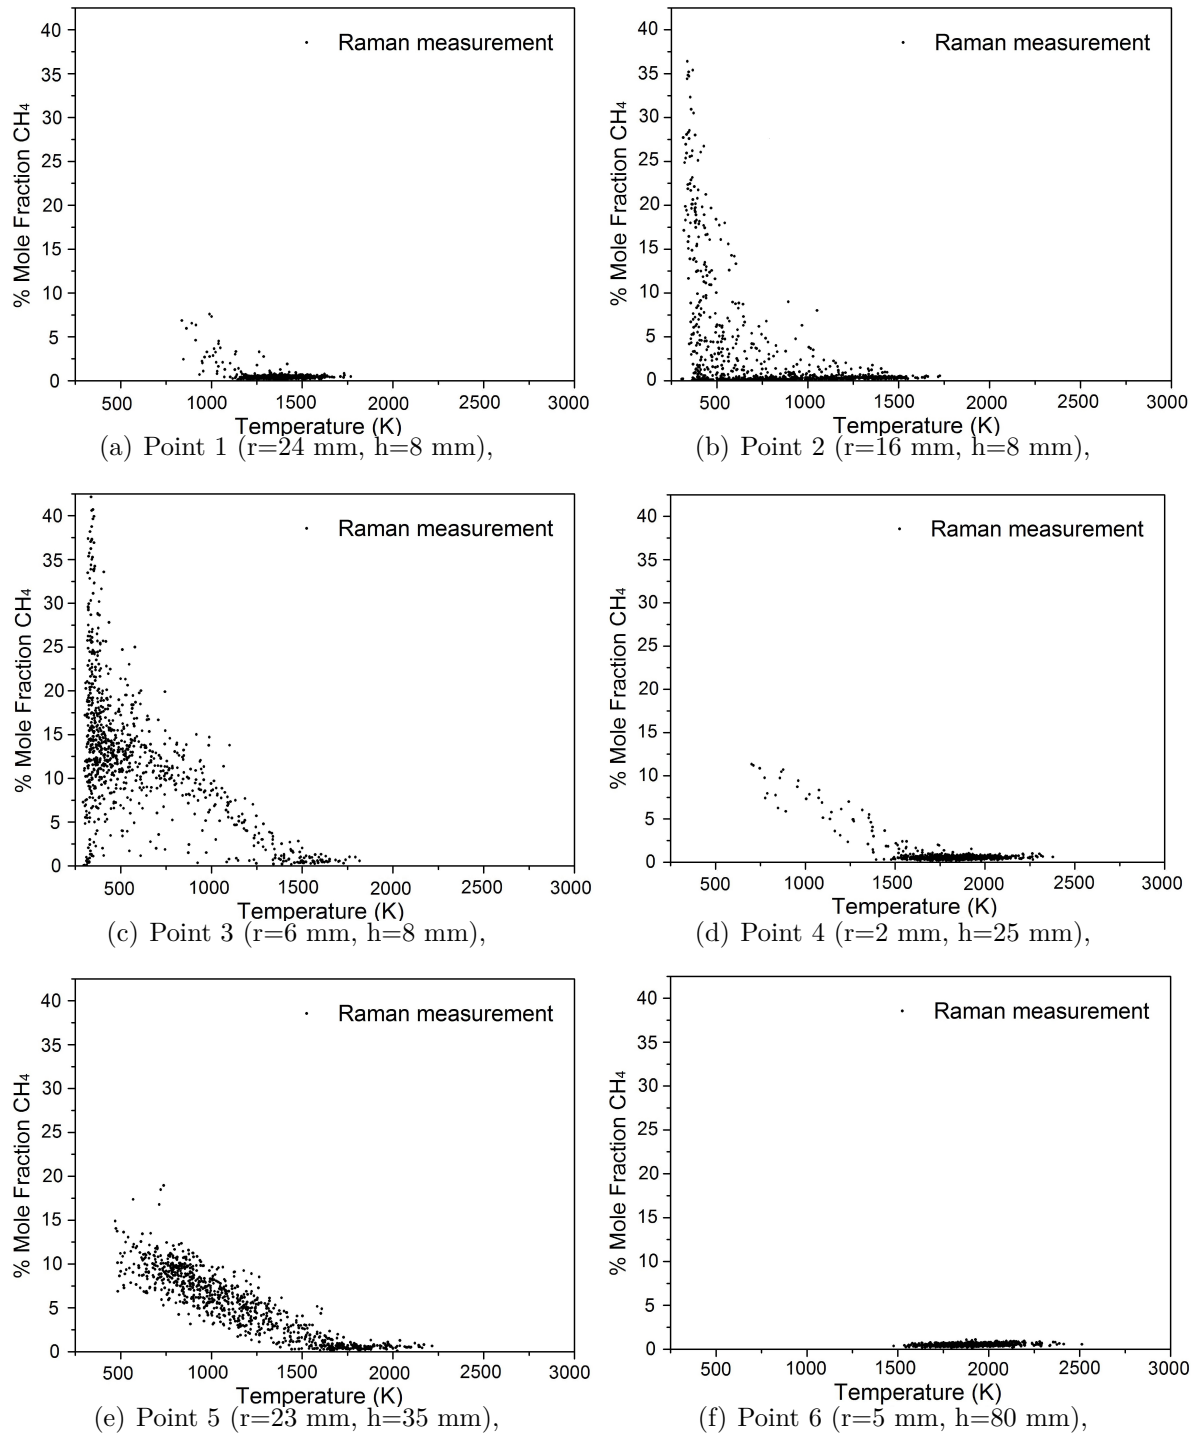 40
35
30
25
20
15
10
5
0
% Mole Fraction CH₄
Raman measurement
500 1000 1500 2000 2500 3000
Temperature (K)
(a) Point 1 (r=24 mm, h=8 mm),
40
35
30
25
20
15
10
5
0
% Mole Fraction CH₄
Raman measurement
500 1000 1500 2000 2500 3000
Temperature (K)
(b) Point 2 (r=16 mm, h=8 mm),
40
35
30
25
20
15
10
5
0
% Mole Fraction CH₄
Raman measurement
500 1000 1500 2000 2500 3000
Temperature (K)
(c) Point 3 (r=6 mm, h=8 mm),
40
35
30
25
20
15
10
5
0
% Mole Fraction CH₄
Raman measurement
500 1000 1500 2000 2500 3000
Temperature (K)
(d) Point 4 (r=2 mm, h=25 mm),
40
35
30
25
20
15
10
5
0
% Mole Fraction CH₄
Raman measurement
500 1000 1500 2000 2500 3000
Temperature (K)
(e) Point 5 (r=23 mm, h=35 mm),
40
35
30
25
20
15
10
5
0
% Mole Fraction CH₄
Raman measurement
500 1000 1500 2000 2500 3000
Temperature (K)
(f) Point 6 (r=5 mm, h=80 mm),